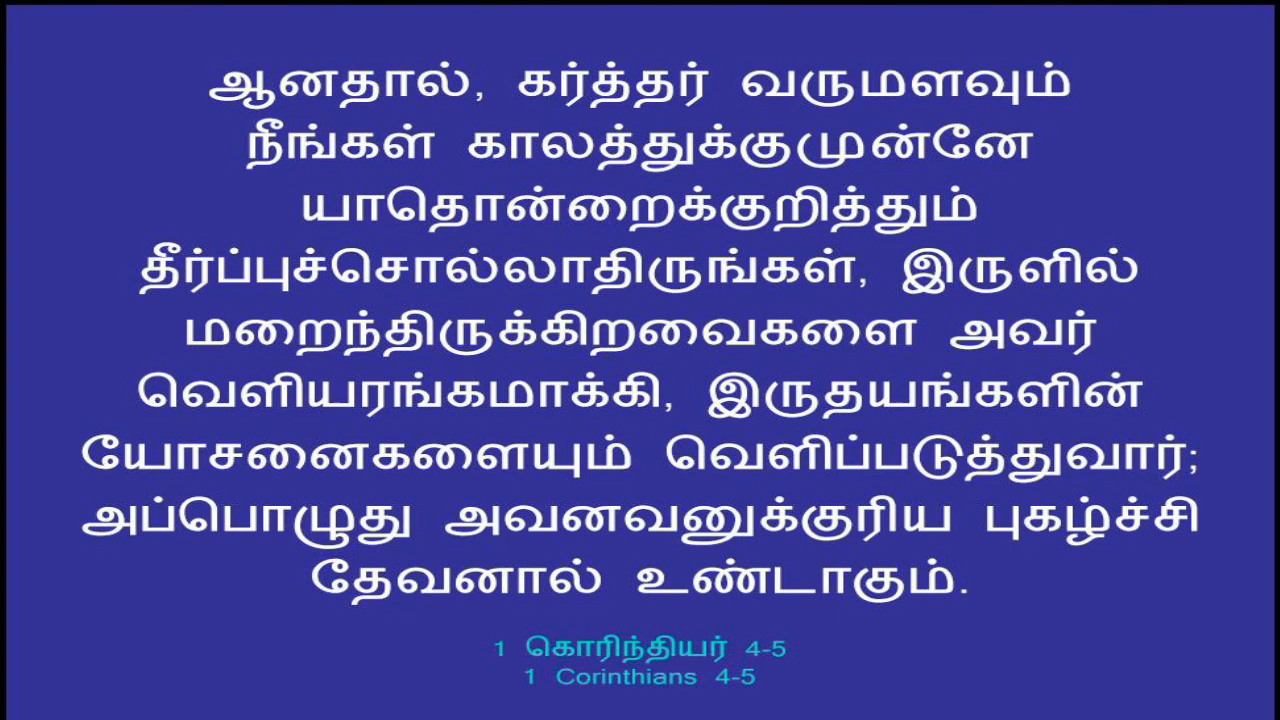 ஆனதால், கர்த்தர் வருமளவும்
நீங்கள் காலத்துக்குமுன்னே
யாதொன்றைக்குறித்தும்
தீர்ப்புச்சொல்லாதிருங்கள், இருளில்
மறைந்திருக்கிறவைகளை அவர்
வெளியரங்கமாக்கி, இருதயங்களின்
யோசனைகளையும் வெளிப்படுத்துவார்;
அப்பொழுது அவனவனுக்குரிய புகழ்ச்சி
தேவனால் உண்டாகும்.
1 கொரிந்தியர் 4-5
1 Corinthians 4-5